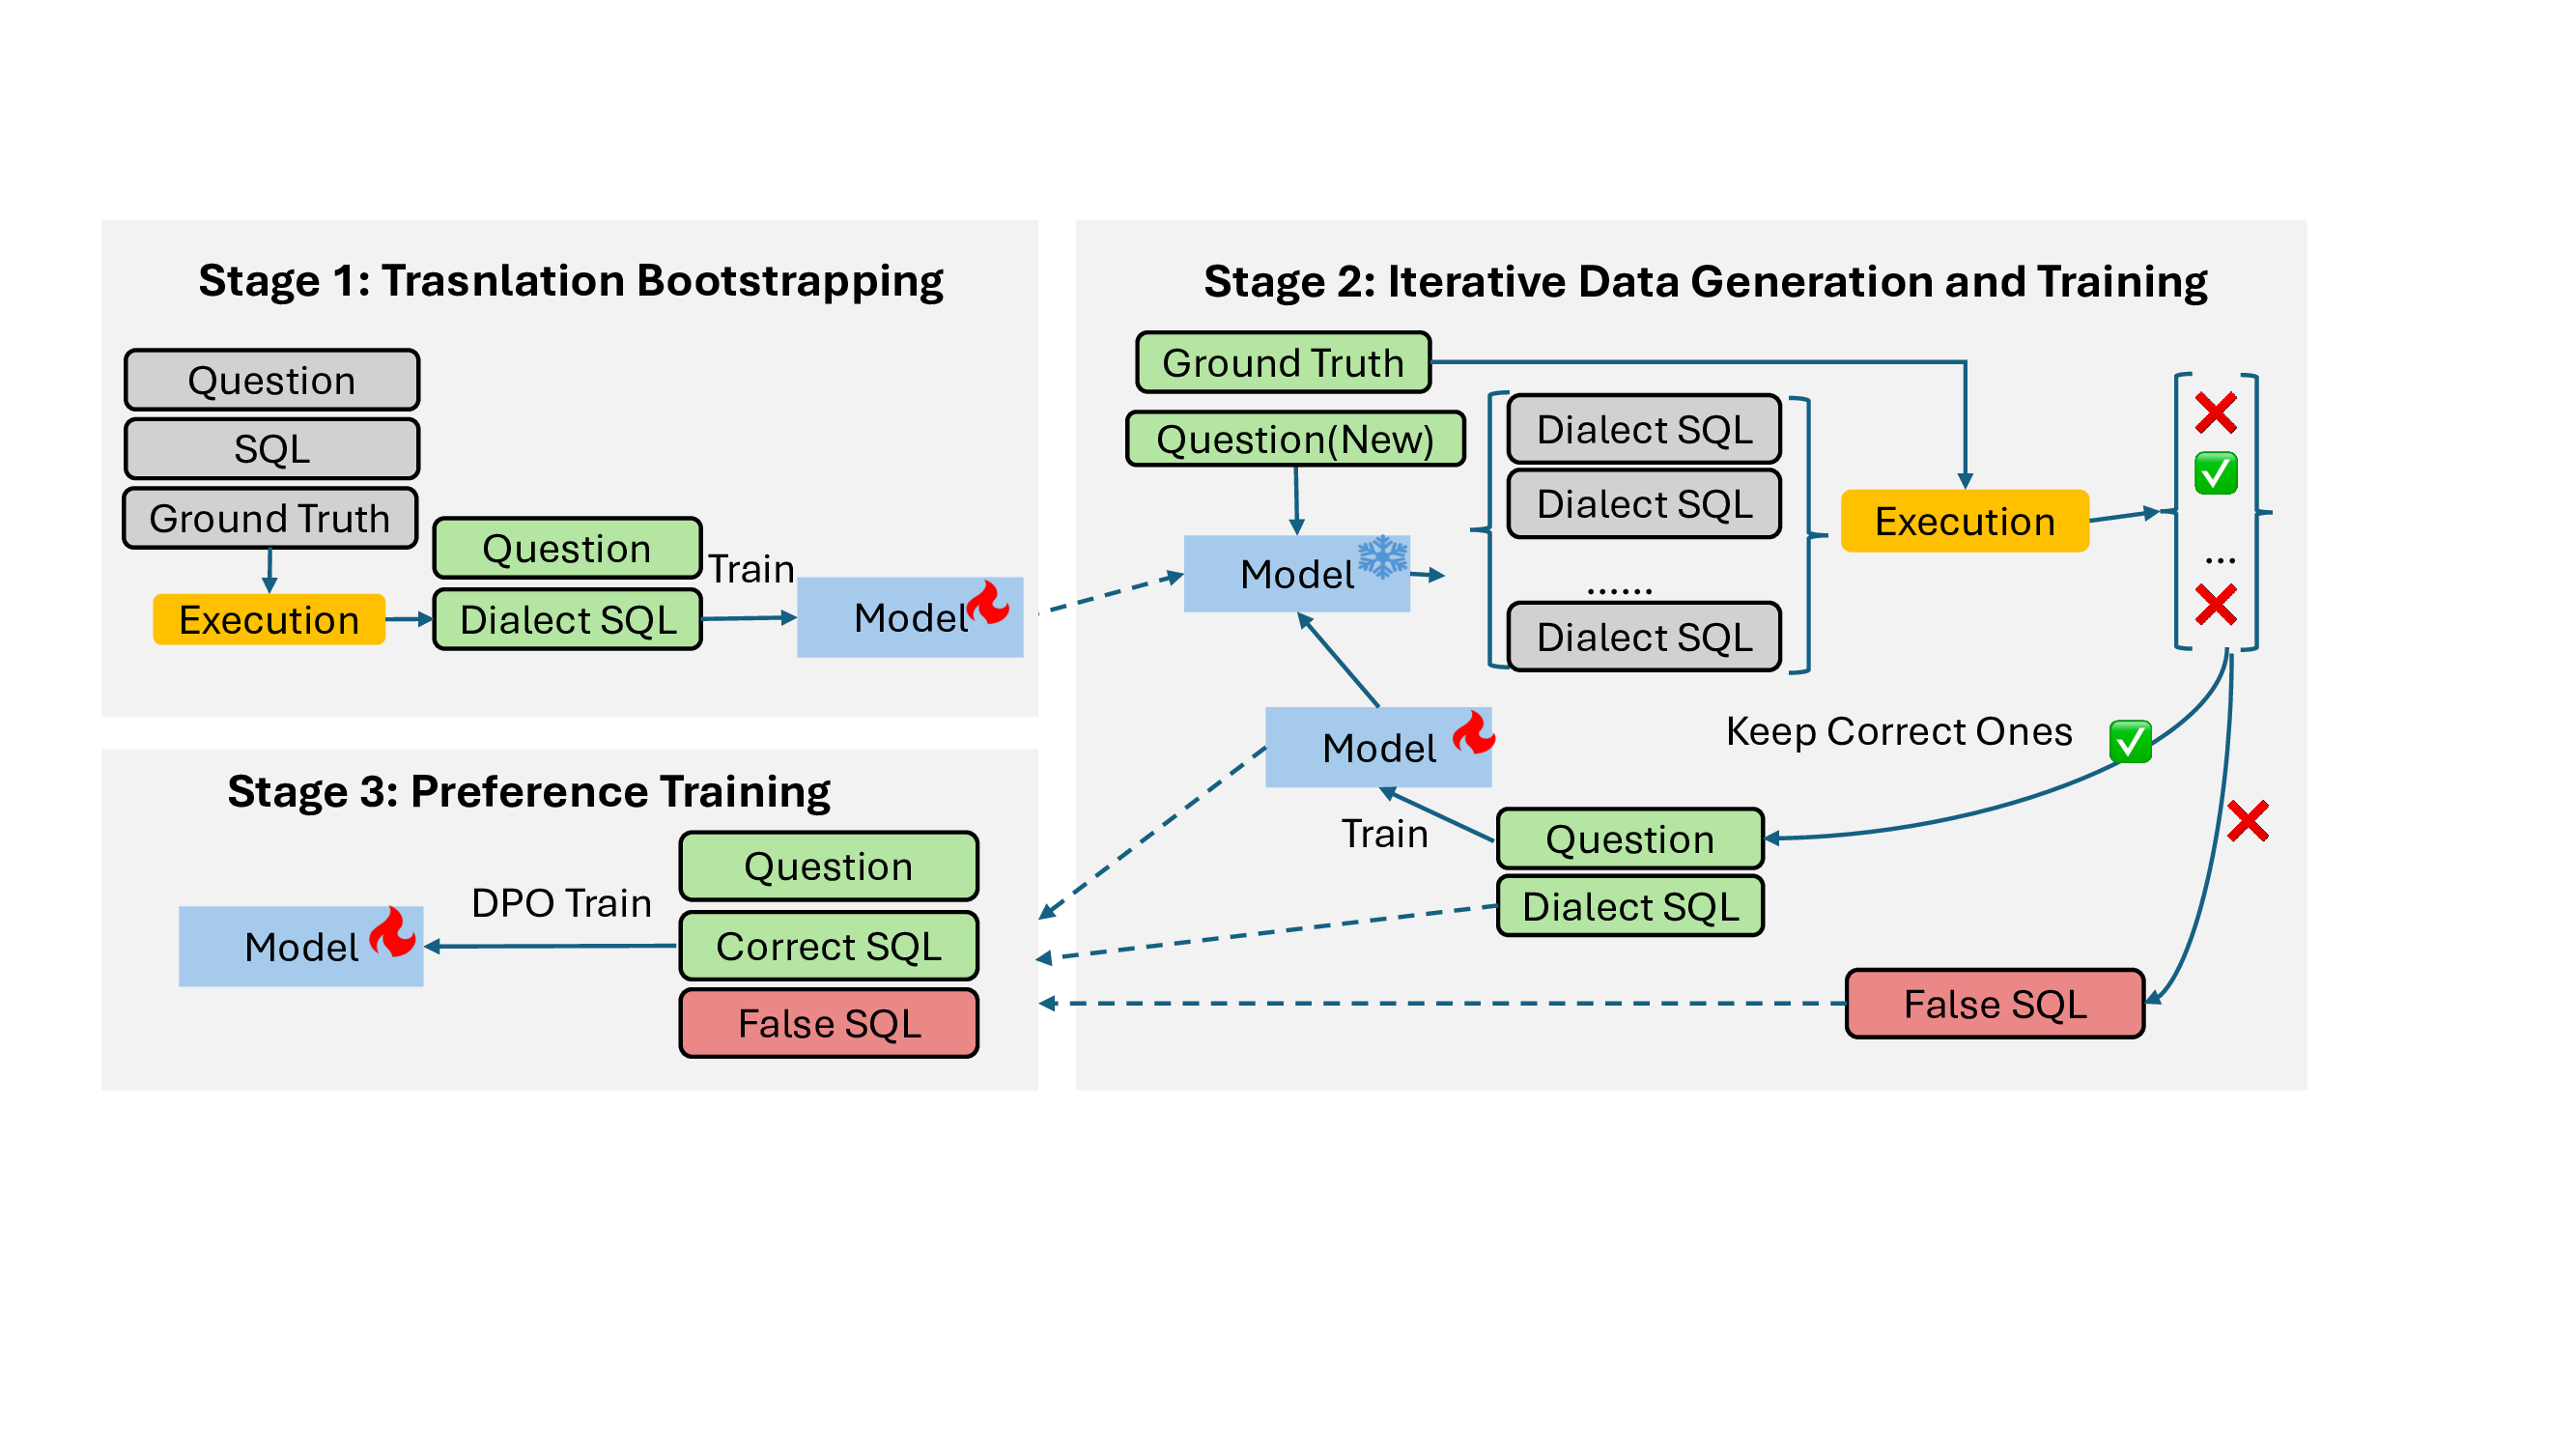 Stage 1: Trasnlation Bootstrapping
Question
SQL
Ground Truth
Execution
Question
Dialect SQL
Train
Model
Stage 2: Iterative Data Generation and Training
Ground Truth
Question(New)
Model
Dialect SQL
Dialect SQL
......
Dialect SQL
Execution
...
Keep Correct Ones
Model
Train
Question
Dialect SQL
False SQL
Stage 3: Preference Training
Question
Correct SQL
False SQL
DPO Train
Model